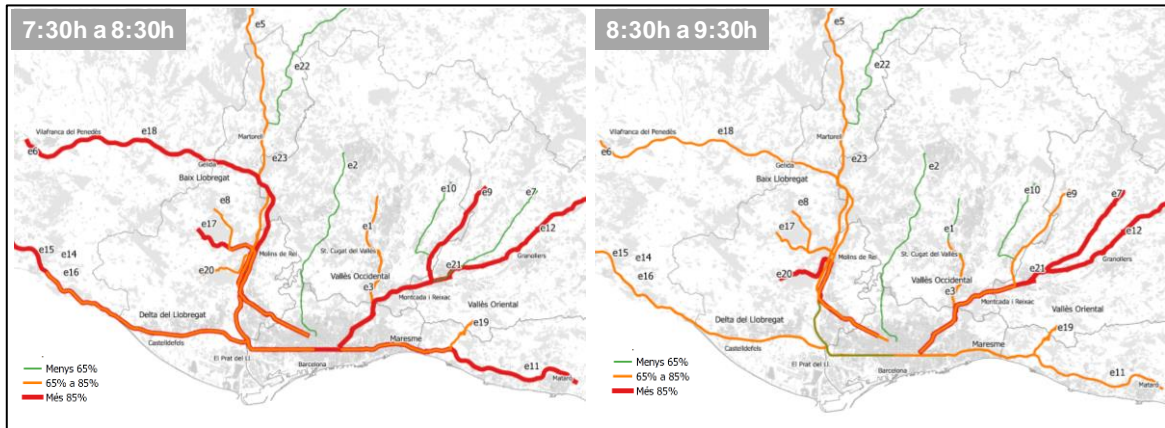 7:30h a 8:30h
e5
e22
Vilafranca del Penedès
e18
e6
Martorell
Gelida
e23
Baix Llobregat
e2
e8
e17
e10
e9
e7
e12
e1
Molins de Rei
St. Cugat del Vallès
Granollers
e15
e14
e16
e20
e21
Vallès Occidental
e3
Montcada i Reixac
Vallès Oriental
Delta del Llobregat
e19
Castelldefels
Maresme
El Prat del Ll.
Barcelona
e11
Mataró
Menys 65%
65% a 85%
Més 85%
8:30h a 9:30h
e5
e22
Vilafranca del Penedès
e18
e6
Martorell
Gelida
e23
Baix Llobregat
e2
e8
e17
e10
e9
e7
e12
e1
Molins de Rei
St. Cugat del Vallès
Granollers
e15
e14
e16
e20
e21
Vallès Occidental
e3
Montcada i Reixac
Vallès Oriental
Delta del Llobregat
e19
Castelldefels
Maresme
El Prat del Ll.
Barcelona
e11
Mataró
Menys 65%
65% a 85%
Més 85%